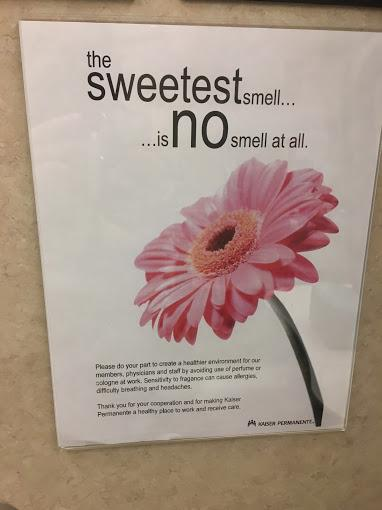 the
sweetest smell...
...is no smell at all.
Please do your part to create a healthier environment for our
members, physicians and staff by avoiding use of perfume or
cologne at work. Sensitivity to fragance can cause allergies,
difficulty breathing and headaches.
Thank you for your cooperation and for making Kaiser
Permanente a healthy place to work and receive care.
KAISER PERMANENTE.